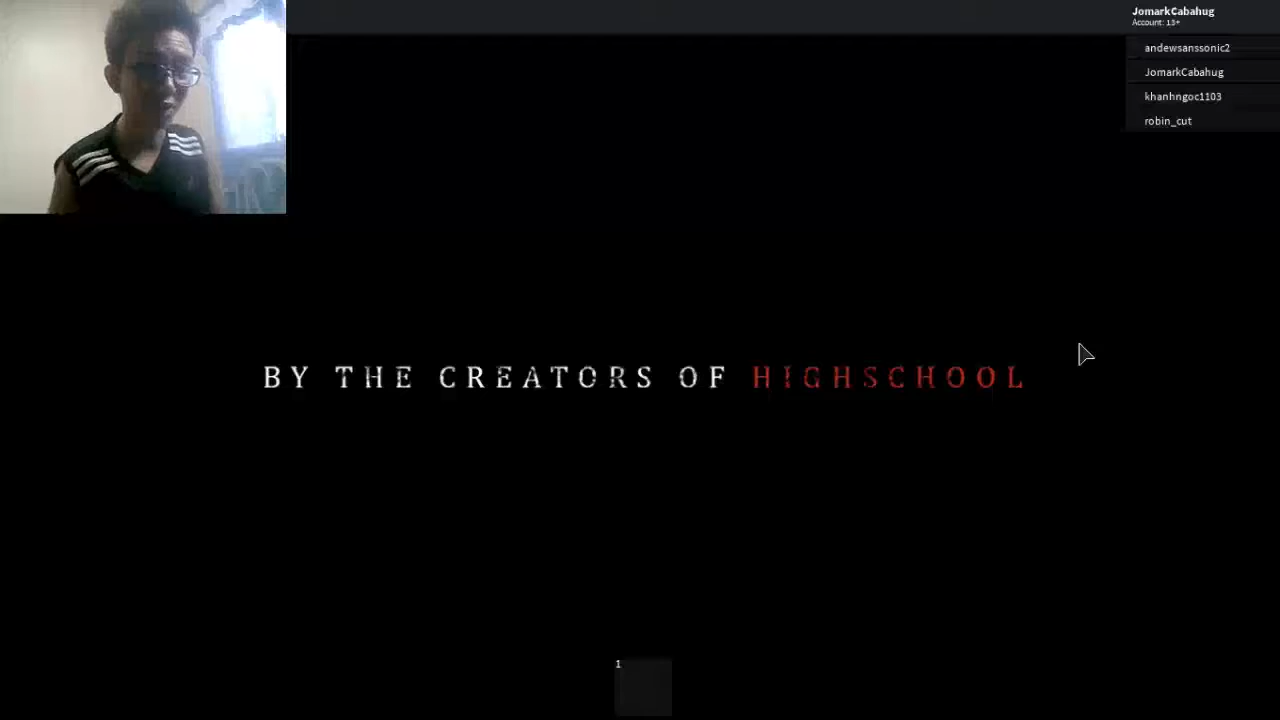 JomarkCabahug
Account: 13+
andewsanssonic2
JomarkCabahug
khanhngoc1103
robin_cut
BY THE CREATORS OF HIGHSCHOOL
1